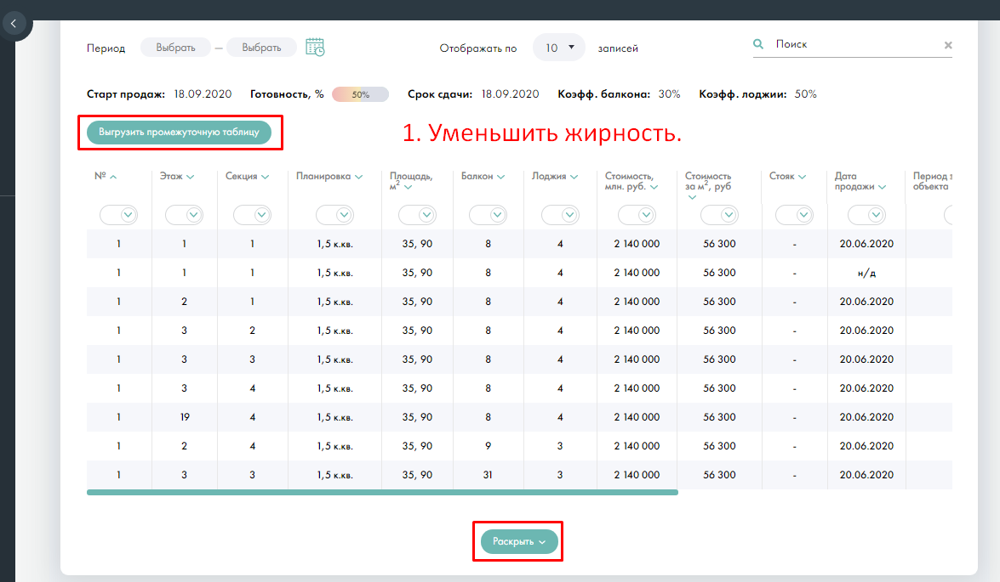 Период Выбрать — Выбрать Отображать по 10 записей Поиск
Старт продаж: 18.09.2020 Готовность, % 50% Срок сдачи: 18.09.2020 Коэфф. балкона: 30% Коэфф. лоджии: 50%
Выгрузить промежуточную таблицу
1. Уменьшить жирность.
№ Этаж Секция Планировка Площадь, м² Балкон Лоджия Стоимость, млн. руб. Стоимость за м², руб Стояк Дата продажи Период э объекта
1 1 1 1,5 к.кв. 35, 90 8 4 2 140 000 56 300 - 20.06.2020
1 1 1 1,5 к.кв. 35, 90 8 4 2 140 000 56 300 - н/д
1 2 1 1,5 к.кв. 35, 90 8 4 2 140 000 56 300 - 20.06.2020
1 3 2 1,5 к.кв. 35, 90 8 4 2 140 000 56 300 - 20.06.2020
1 3 3 1,5 к.кв. 35, 90 8 4 2 140 000 56 300 - 20.06.2020
1 3 4 1,5 к.кв. 35, 90 8 4 2 140 000 56 300 - 20.06.2020
1 19 4 1,5 к.кв. 35, 90 8 4 2 140 000 56 300 - 20.06.2020
1 2 4 1,5 к.кв. 35, 90 9 3 2 140 000 56 300 - 20.06.2020
1 3 3 1,5 к.кв. 35, 90 31 3 2 140 000 56 300 - 20.06.2020
Раскрыть